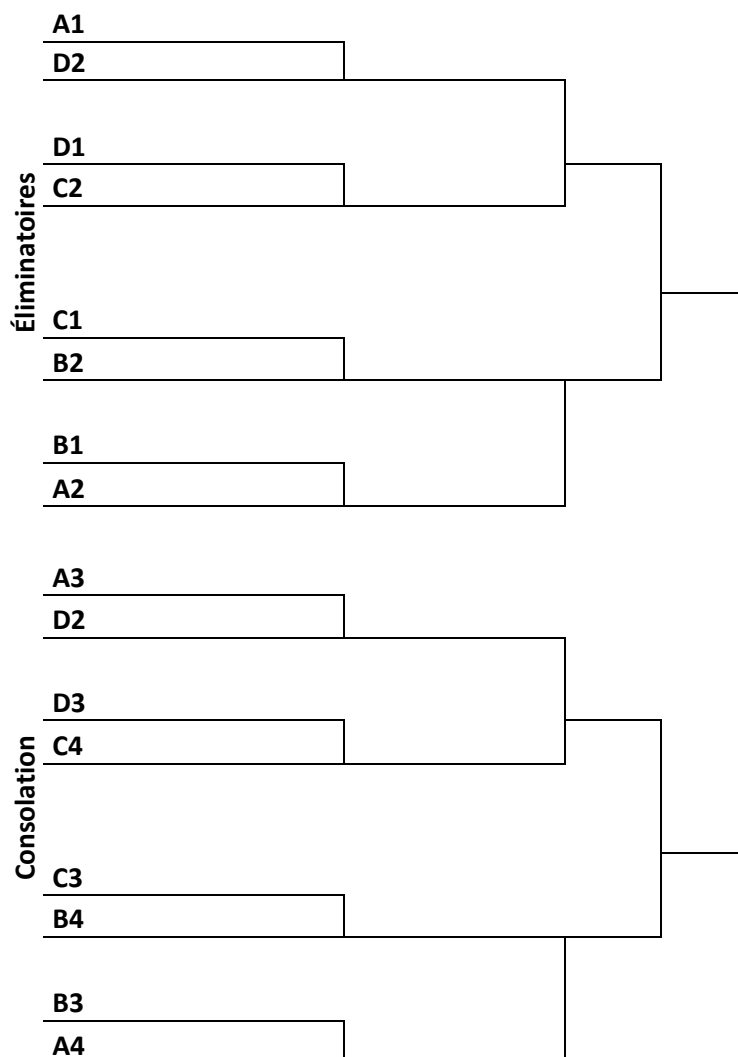 Éliminatoires
A1
D2
D1
C2
C1
B2
B1
A2
Consolation
A3
D2
D3
C4
C3
B4
B3
A4